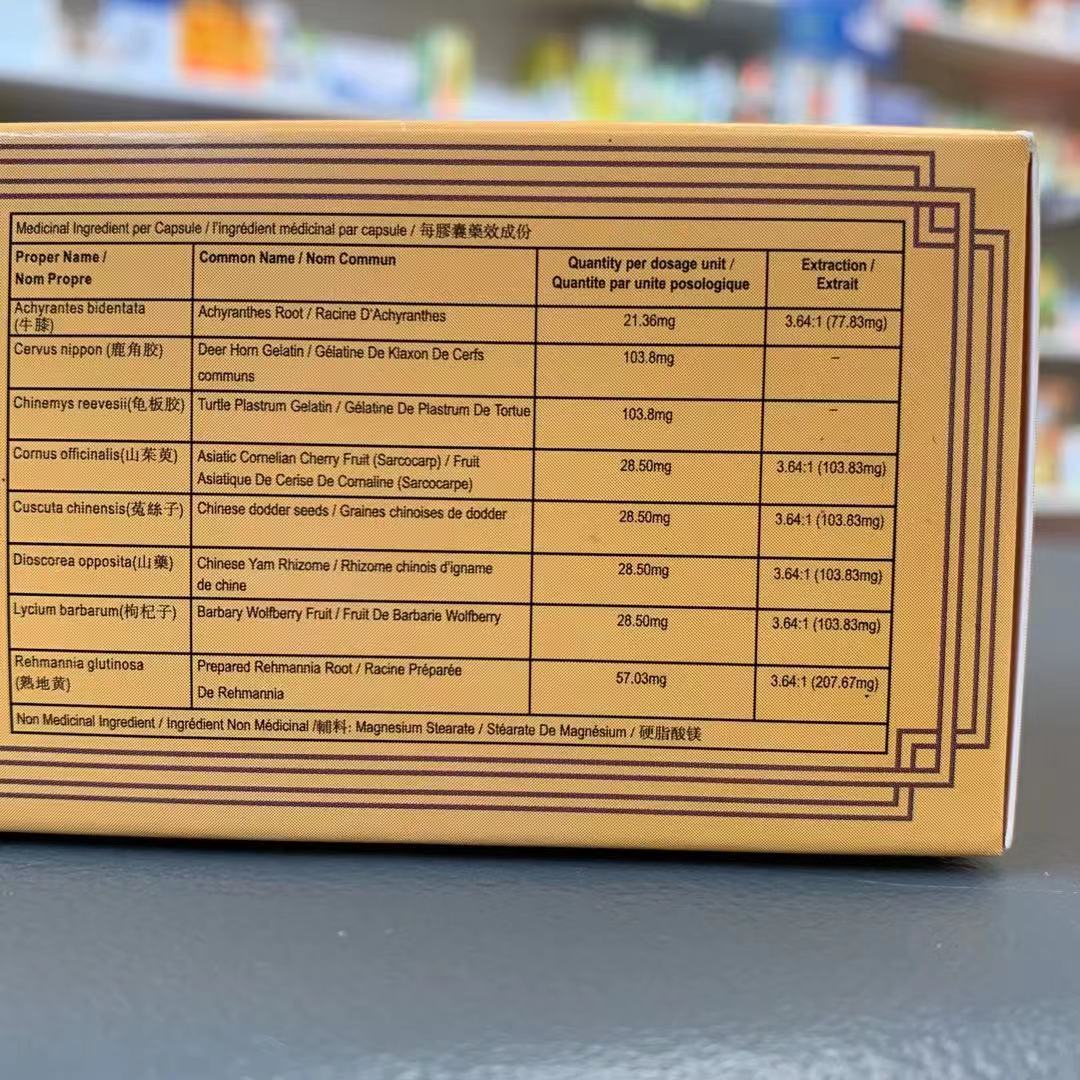 Medicinal Ingredient per Capsule / l'ingrédient médicinal par capsule / 每膠囊藥效成份
Proper Name /
Nom Propre
Common Name / Nom Commun
Quantity per dosage unit /
Quantite par unite posologique
Extraction /
Extrait
Achyrantes bidentata
(牛膝)
Achyranthes Root / Racine D'Achyranthes
21.36mg
3.64:1 (77.83mg)
Cervus nippon (鹿角胶)
Deer Horn Gelatin / Gélatine De Klaxon De Cerfs
communs
103.8mg
–
Chinemys reevesii(龟板胶)
Turtle Plastrum Gelatin / Gélatine De Plastrum De Tortue
103.8mg
–
Cornus officinalis(山茱萸)
Asiatic Cornelian Cherry Fruit (Sarcocarp) / Fruit
Asiatique De Cerise De Cornaline (Sarcocarpe)
28.50mg
3.64:1 (103.83mg)
Cuscuta chinensis(菟絲子)
Chinese dodder seeds / Graines chinoises de dodder
28.50mg
3.64:1 (103.83mg)
Dioscorea opposita(山藥)
Chinese Yam Rhizome / Rhizome chinois d'igname
de chine
28.50mg
3.64:1 (103.83mg)
Lycium barbarum(枸杞子)
Barbary Wolfberry Fruit / Fruit De Barbarie Wolfberry
28.50mg
3.64:1 (103.83mg)
Rehmannia glutinosa
(熟地黄)
Prepared Rehmannia Root / Racine Préparée
De Rehmannia
57.03mg
3.64:1 (207.67mg)
Non Medicinal Ingredient / Ingrédient Non Médicinal /輔料: Magnesium Stearate / Stéarate De Magnésium / 硬脂酸镁